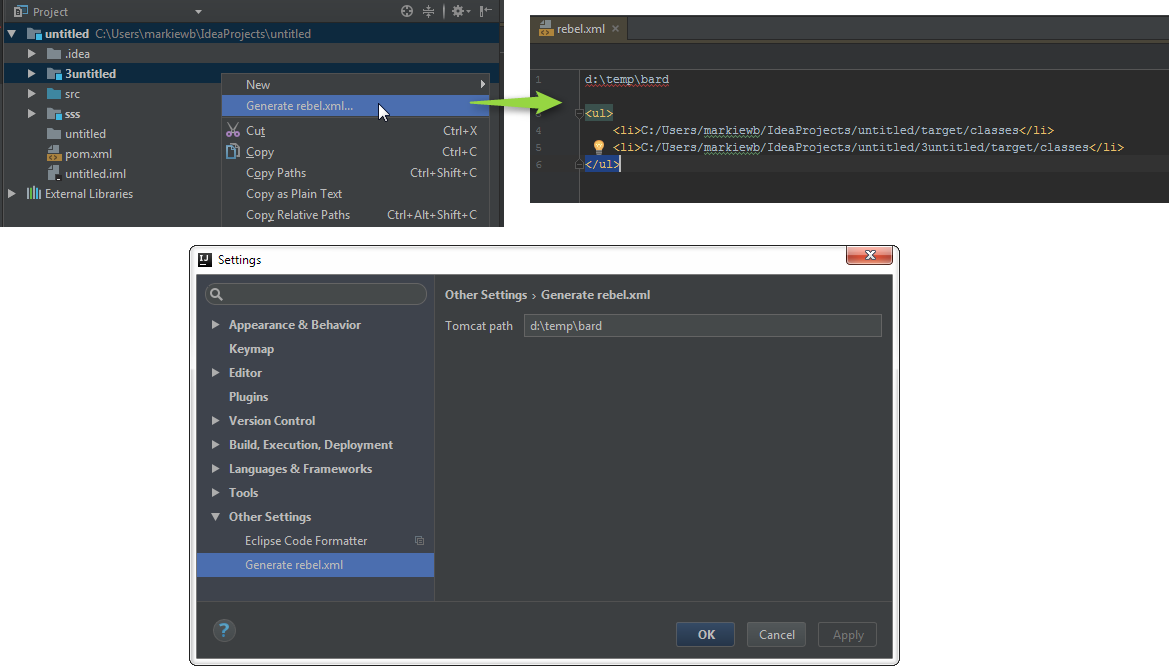 Project
untitled C:\Users\markiewb\IdeaProjects\untitled
.idea
3untitled
src
sss
untitled
pom.xml
untitled.iml
External Libraries
New
Generate rebel.xml...
Cut Ctrl+X
Copy Ctrl+C
Copy Paths Ctrl+Shift+C
Copy as Plain Text
Copy Relative Paths Ctrl+Alt+Shift+C
rebel.xml
1 d:\temp\bard
3 <ul>
4 <li>C:/Users/markiewb/IdeaProjects/untitled/target/classes</li>
5 <li>C:/Users/markiewb/IdeaProjects/untitled/3untitled/target/classes</li>
6 </ul>
IJ Settings
Appearance & Behavior
Keymap
Editor
Plugins
Version Control
Build, Execution, Deployment
Languages & Frameworks
Tools
Other Settings
Eclipse Code Formatter
Generate rebel.xml
Other Settings › Generate rebel.xml
Tomcat path d:\temp\bard
?
OK Cancel Apply